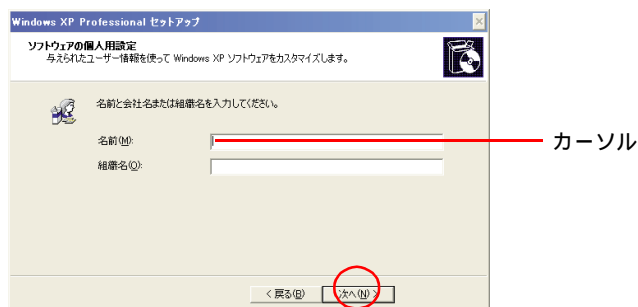 Windows XP Professional セットアップ
ソフトウェアの個人用設定
与えられたユーザー情報を使って Windows XP ソフトウェアをカスタマイズします。
名前と会社名または組織名を入力してください。
名前(M):
カーソル
組織名(O):
< 戻る(B)
次へ(N) >